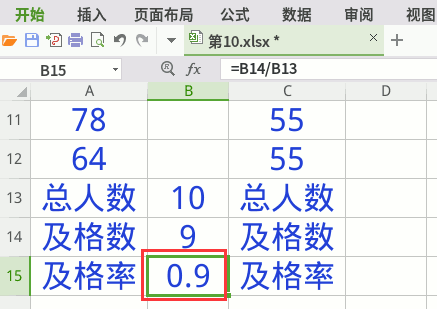 开始 插入 页面布局 公式 数据 审阅 视图
第10.xlsx * × +
B15 fx =B14/B13
A B C D
11 78 55
12 64 55
13 总人数 10 总人数
14 及格数 9 及格数
15 及格率 0.9 及格率